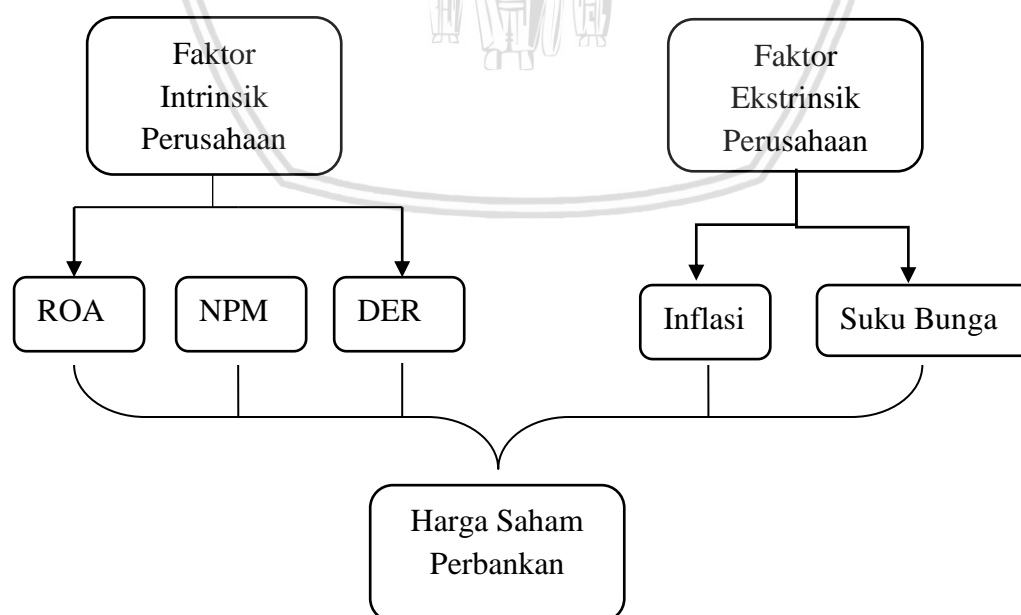 Faktor
Intrinsik
Perusahaan
Faktor
Ekstrinsik
Perusahaan
ROA
NPM
DER
Inflasi
Suku Bunga
Harga Saham
Perbankan